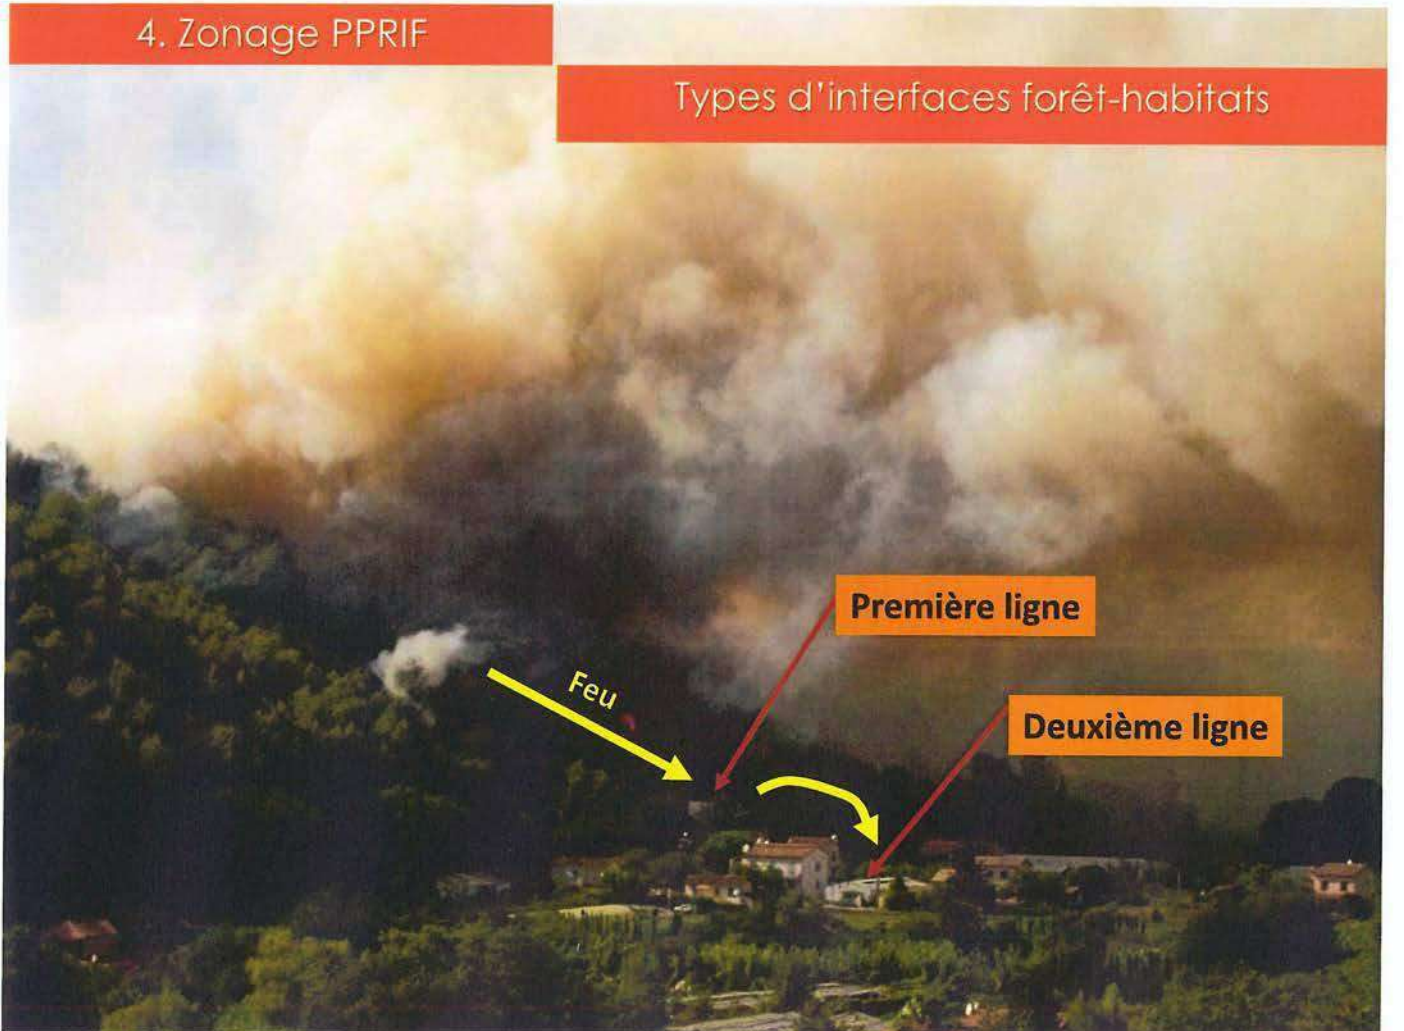 4. Zonage PPRIF
Types d'interfaces forêt-habitats
Première ligne
Feu
Deuxième ligne